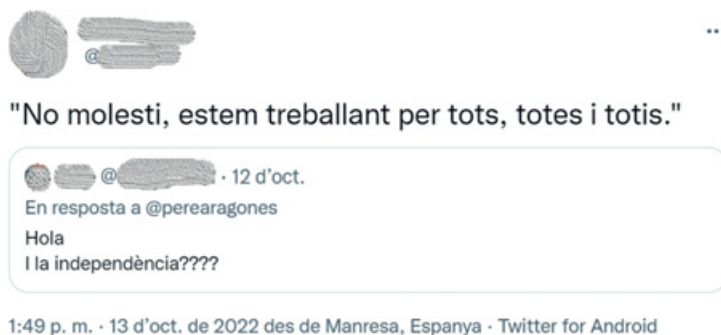 @
"No molesti, estem treballant per tots, totes i totis."
@ · 12 d'oct.
En resposta a @perearagones
Hola
I la independència????
1:49 p. m. · 13 d'oct. de 2022 des de Manresa, Espanya · Twitter for Android